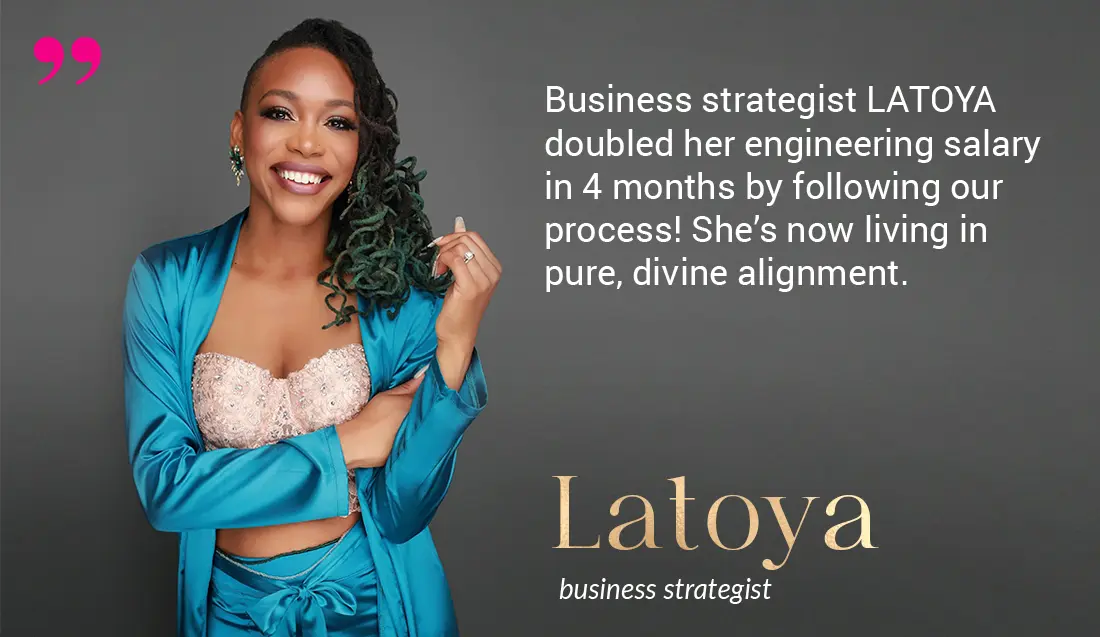 Business strategist LATOYA
doubled her engineering salary
in 4 months by following our
process! She’s now living in
pure, divine alignment.
Latoya
business strategist